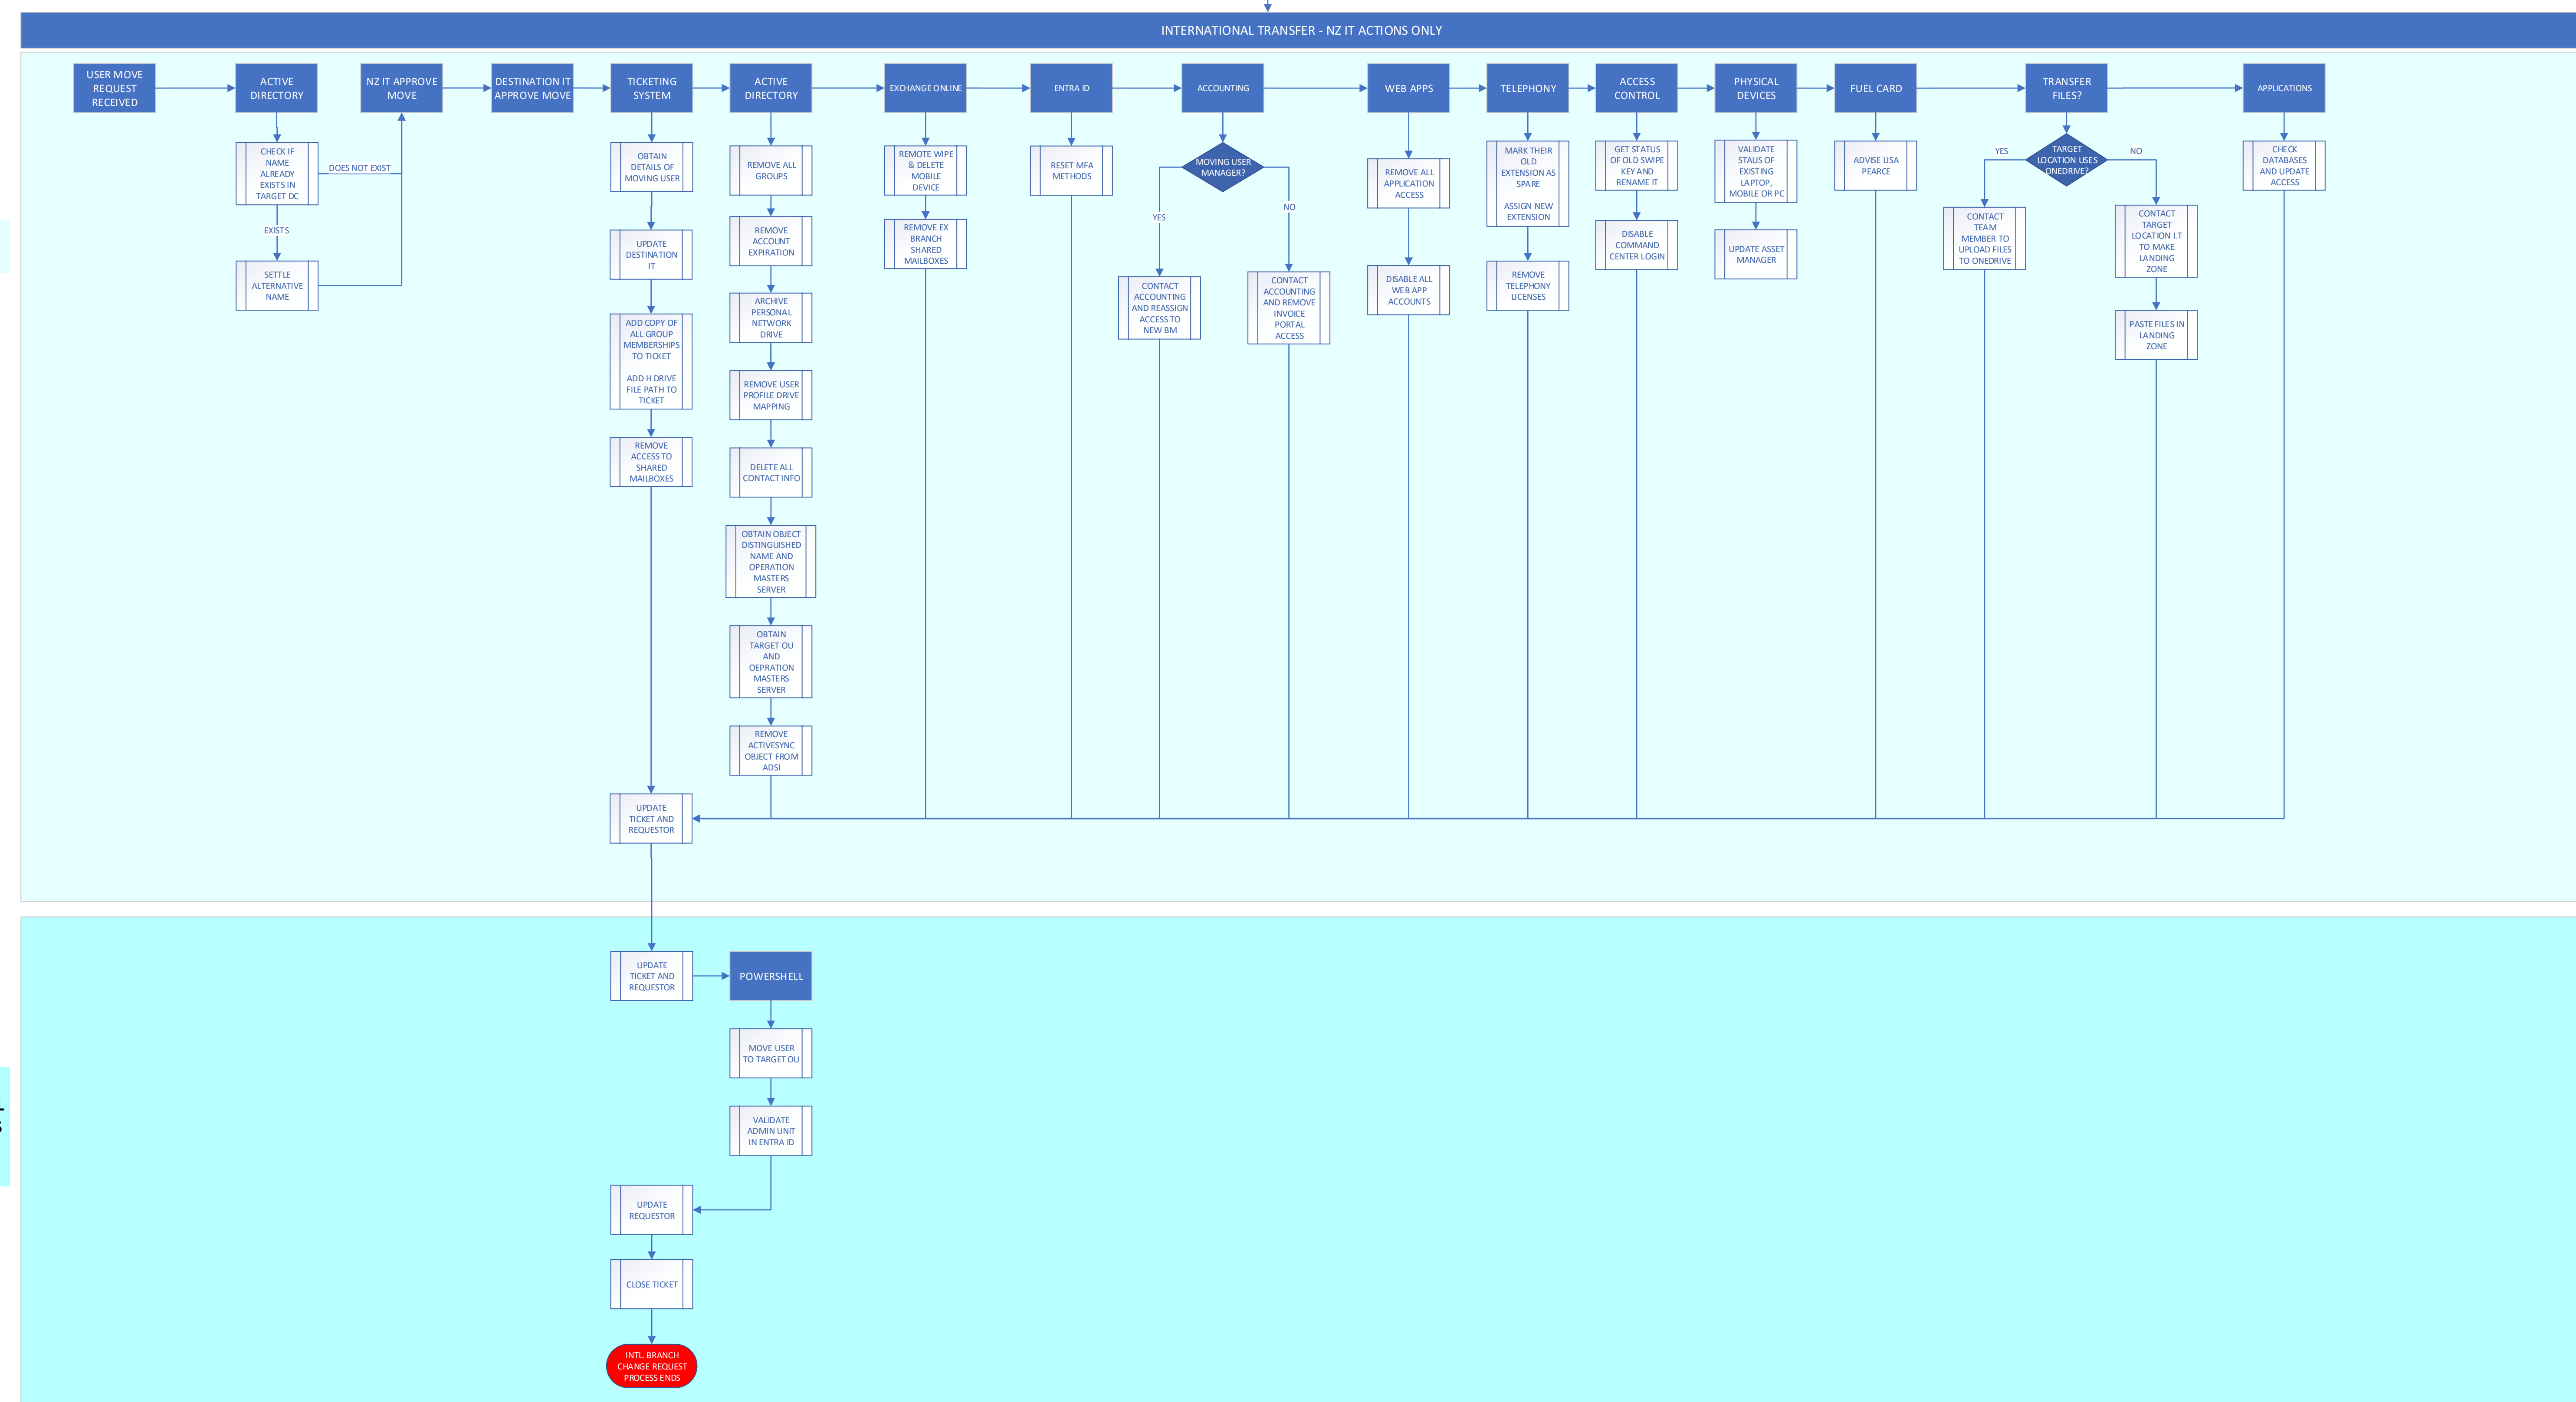 INTERNATIONAL TRANSFER - NZ IT ACTIONS ONLY
USER MOVE
REQUEST
RECEIVED
ACTIVE
DIRECTORY
NZ IT APPROVE
MOVE
DESTINATION IT
APPROVE MOVE
TICKETING
SYSTEM
ACTIVE
DIRECTORY
EXCHANGE ONLINE
ENTRA ID
ACCOUNTING
WEB APPS
TELEPHONY
ACCESS
CONTROL
PHYSICAL
DEVICES
FUEL CARD
TRANSFER
FILES?
APPLICATIONS
CHECK IF
NAME
ALREADY
EXISTS IN
TARGET DC
DOES NOT EXIST
EXISTS
SETTLE
ALTERNATIVE
NAME
OBTAIN
DETAILS OF
MOVING USER
UPDATE
DESTINATION
IT
ADD COPY OF
ALL GROUP
MEMBERSHIPS
TO TICKET
ADD H DRIVE
FILE PATH TO
TICKET
REMOVE
ACCESS TO
SHARED
MAILBOXES
UPDATE
TICKET AND
REQUESTOR
REMOVE ALL
GROUPS
REMOVE
ACCOUNT
EXPIRATION
ARCHIVE
PERSONAL
NETWORK
DRIVE
REMOVE USER
PROFILE DRIVE
MAPPING
DELETE ALL
CONTACT INFO
OBTAIN OBJECT
DISTINGUISHED
NAME AND
OPERATION
MASTERS
SERVER
OBTAIN
TARGET OU
AND
OEPRATION
MASTERS
SERVER
REMOVE
ACTIVESYNC
OBJECT FROM
ADSI
REMOTE WIPE
& DELETE
MOBILE
DEVICE
REMOVE EX
BRANCH
SHARED
MAILBOXES
RESET MFA
METHODS
MOVING USER
MANAGER?
YES
NO
CONTACT
ACCOUNTING
AND REASSIGN
ACCESS TO
NEW BM
CONTACT
ACCOUNTING
AND REMOVE
INVOICE
PORTAL
ACCESS
REMOVE ALL
APPLICATION
ACCESS
DISABLE ALL
WEB APP
ACCOUNTS
MARK THEIR
OLD
EXTENSION AS
SPARE
ASSIGN NEW
EXTENSION
REMOVE
TELEPHONY
LICENSES
GET STATUS
OF OLD SWIPE
KEY AND
RENAME IT
DISABLE
COMMAND
CENTER LOGIN
VALIDATE
STAUS OF
EXISTING
LAPTOP,
MOBILE OR PC
UPDATE ASSET
MANAGER
ADVISE LISA
PEARCE
TARGET
LOCATION USES
ONEDRIVE?
YES
NO
CONTACT
TEAM
MEMBER TO
UPLOAD FILES
TO ONEDRIVE
CONTACT
TARGET
LOCATION I.T
TO MAKE
LANDING
ZONE
PASTE FILES IN
LANDING
ZONE
CHECK
DATABASES
AND UPDATE
ACCESS
UPDATE
TICKET AND
REQUESTOR
POWERSHELL
MOVE USER
TO TARGET OU
VALIDATE
ADMIN UNIT
IN ENTRA ID
UPDATE
REQUESTOR
CLOSE TICKET
INTL. BRANCH
CHANGE REQUEST
PROCESS ENDS